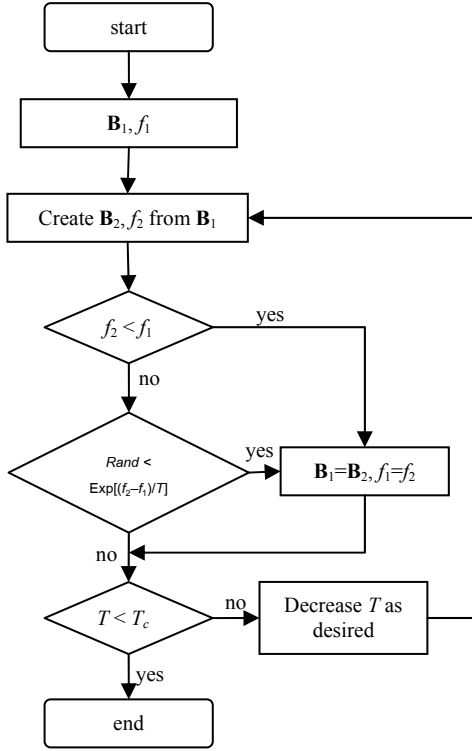 start
B₁, f₁
Create B₂, f₂ from B₁
f₂ < f₁
yes
no
Rand <
Exp[(f₂–f₁)/T]
yes
B₁=B₂, f₁=f₂
no
T < T_c
no
Decrease T as
desired
yes
end